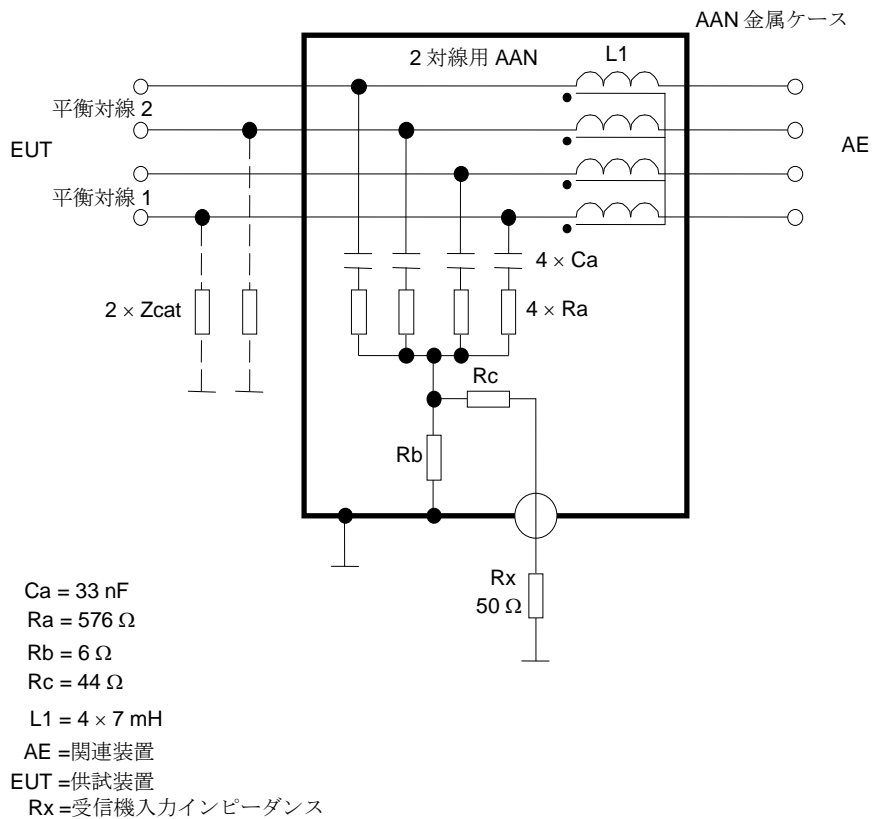 AAN 金属ケース
2 対線用 AAN
L1
平衡対線 2
EUT
AE
平衡対線 1
4 × Ca
2 × Zcat
4 × Ra
Rc
Rb
Rx
50 Ω
Ca = 33 nF
Ra = 576 Ω
Rb = 6 Ω
Rc = 44 Ω
L1 = 4 × 7 mH
AE =関連装置
EUT =供試装置
Rx =受信機入力インピーダンス